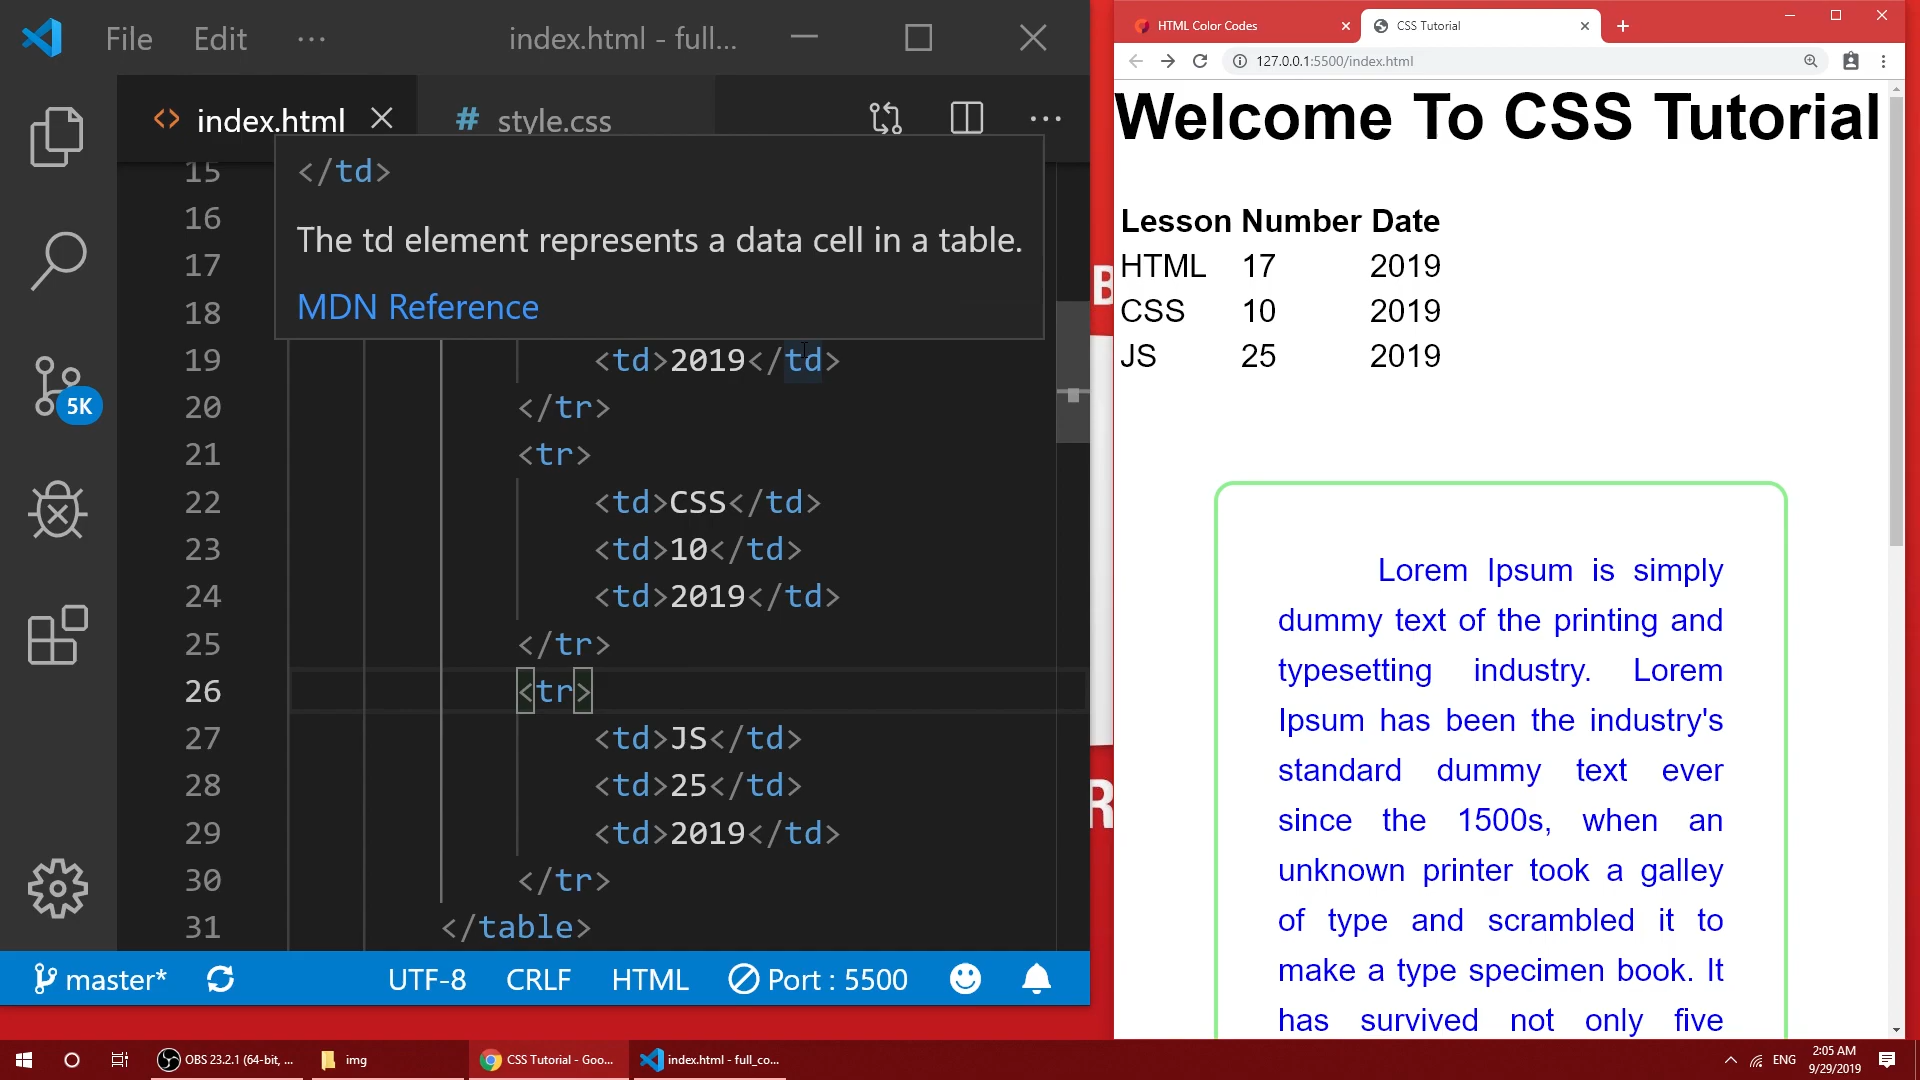 File Edit ··· index.html - full...
index.html
# style.css
</td>
The td element represents a data cell in a table.
MDN Reference
15
16
17
18
19 <td>2019</td>
20 </tr>
21 <tr>
22 <td>CSS</td>
23 <td>10</td>
24 <td>2019</td>
25 </tr>
26 <tr>
27 <td>JS</td>
28 <td>25</td>
29 <td>2019</td>
30 </tr>
31 </table>
5K
master* UTF-8 CRLF HTML Port : 5500
B
R
HTML Color Codes
CSS Tutorial
127.0.0.1:5500/index.html
Welcome To CSS Tutorial
Lesson Number Date
HTML 17 2019
CSS 10 2019
JS 25 2019
Lorem Ipsum is simply
dummy text of the printing and
typesetting industry. Lorem
Ipsum has been the industry's
standard dummy text ever
since the 1500s, when an
unknown printer took a galley
of type and scrambled it to
make a type specimen book. It
has survived not only five
OBS 23.2.1 (64-bit, ...
img
CSS Tutorial - Goo...
index.html - full_co...
ENG
2:05 AM
9/29/2019